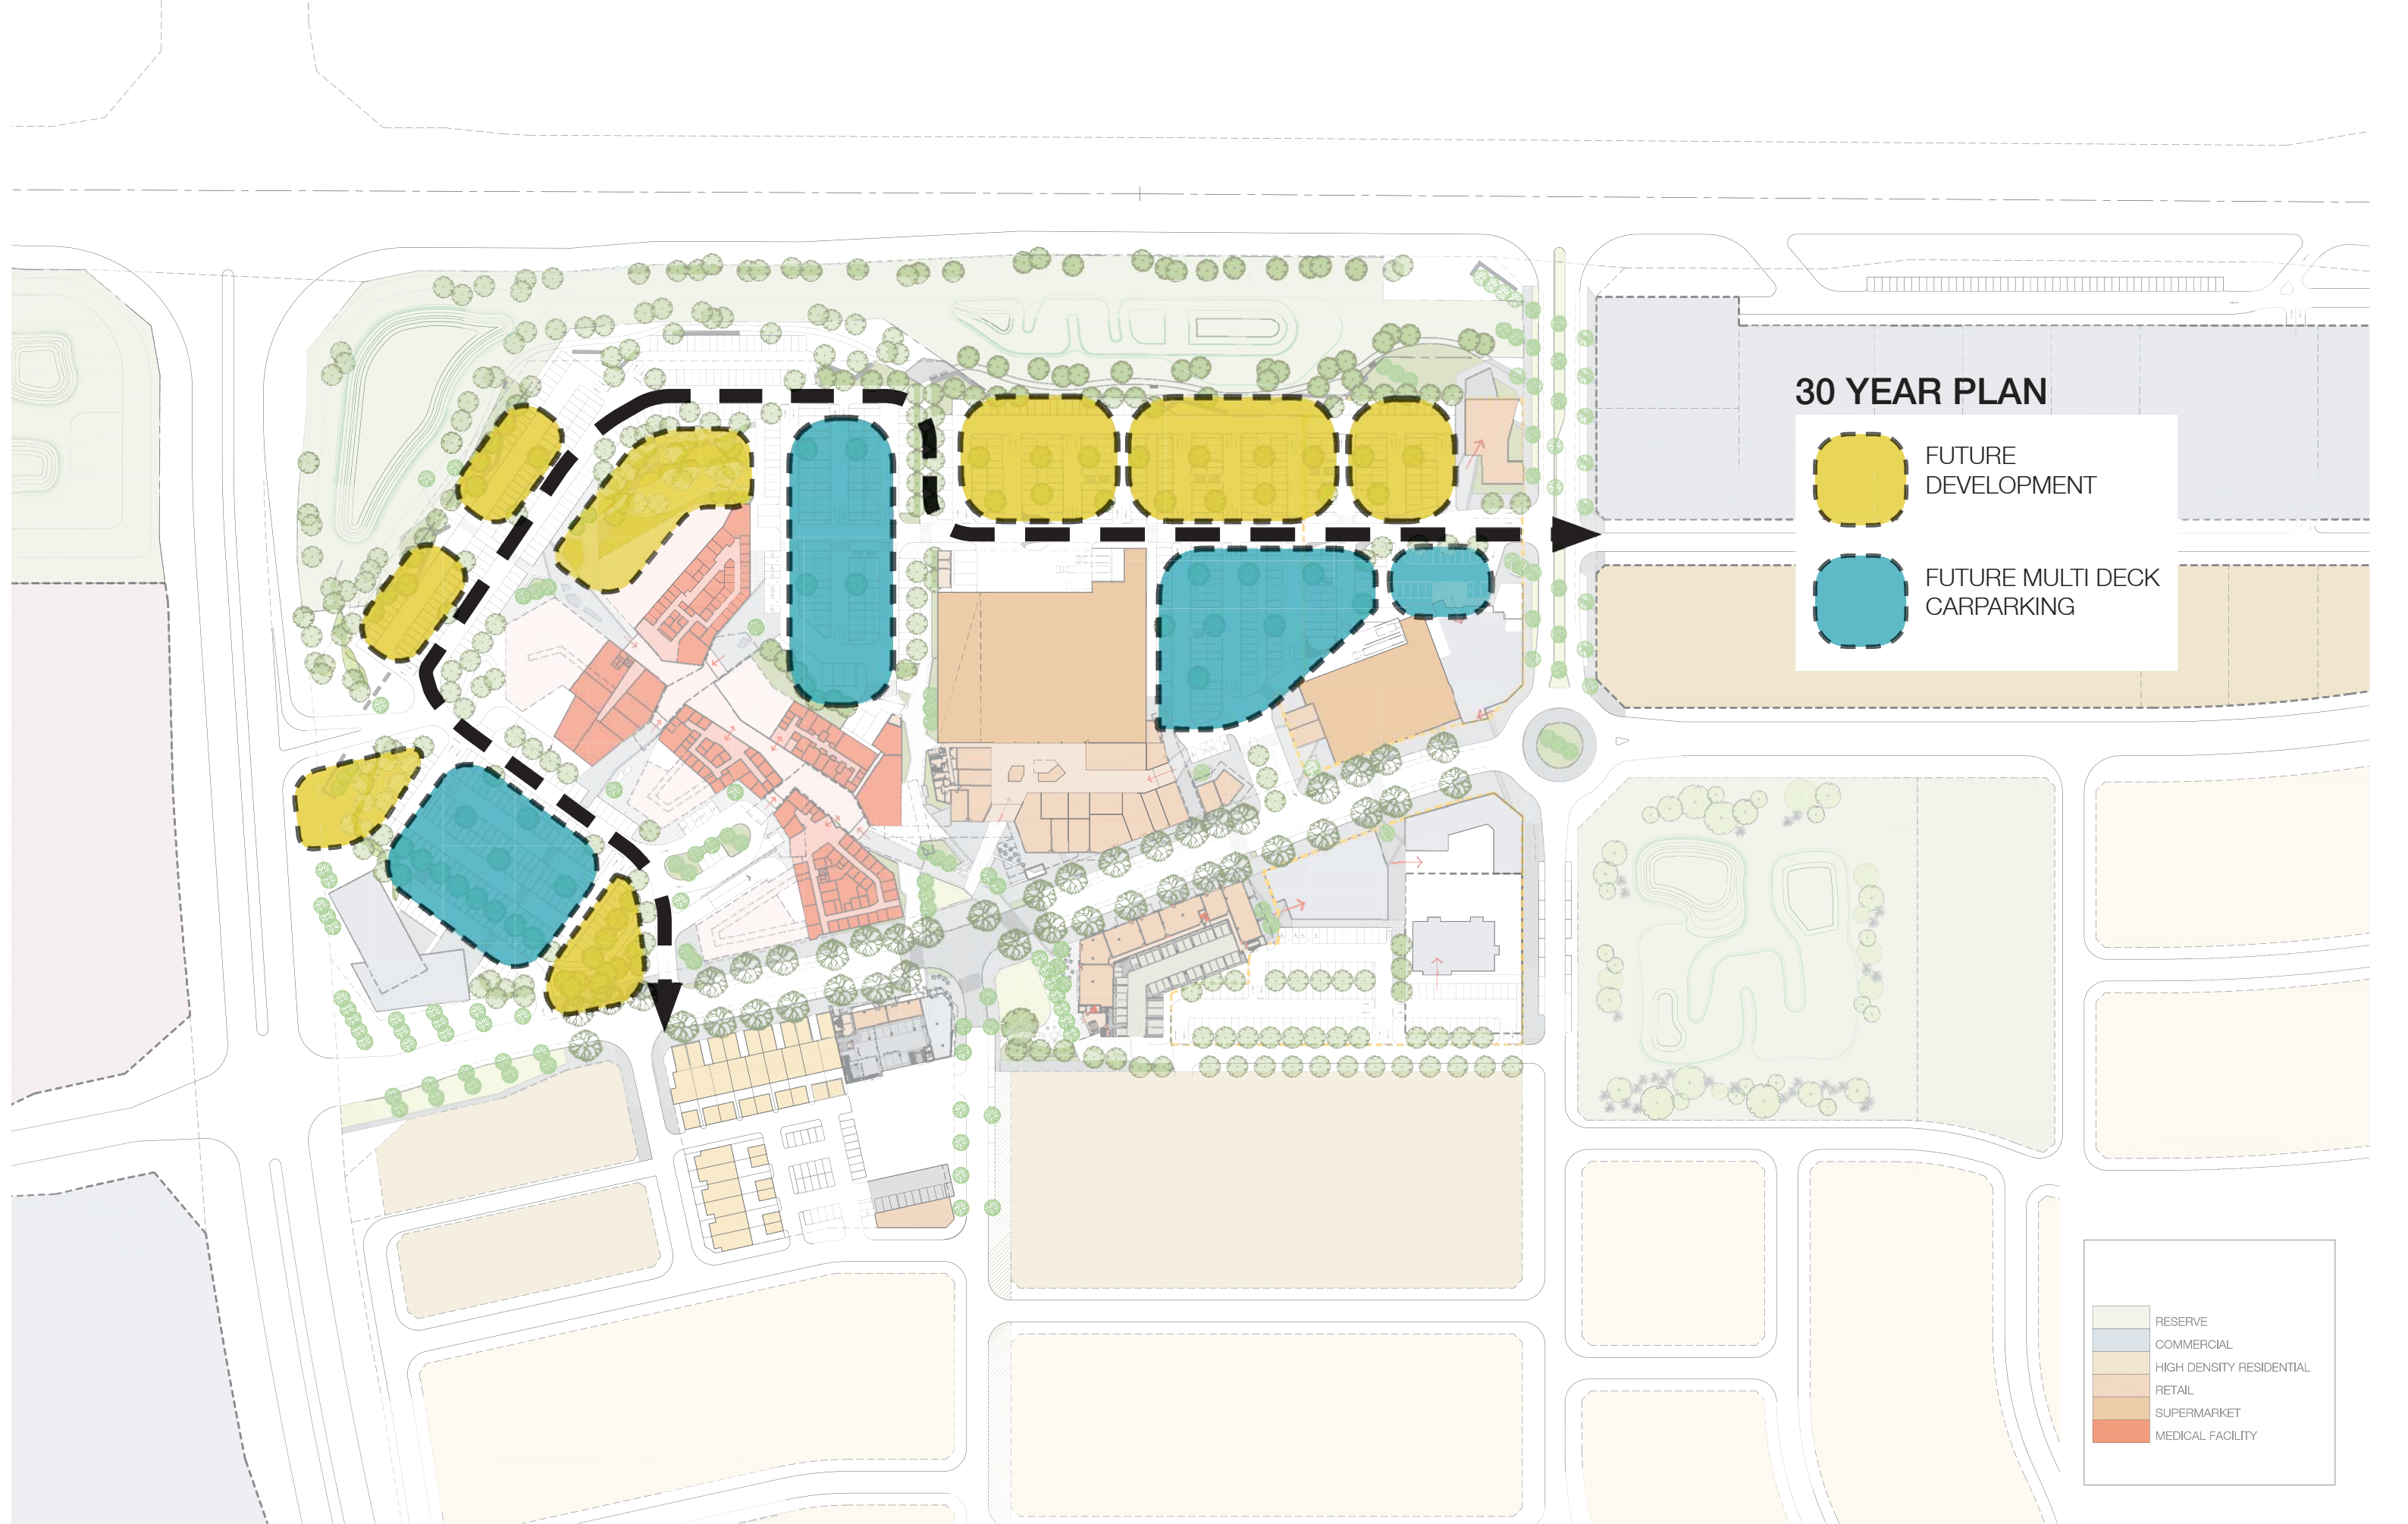 30 YEAR PLAN
FUTURE
DEVELOPMENT
FUTURE MULTI DECK
CARPARKING
RESERVE
COMMERCIAL
HIGH DENSITY RESIDENTIAL
RETAIL
SUPERMARKET
MEDICAL FACILITY